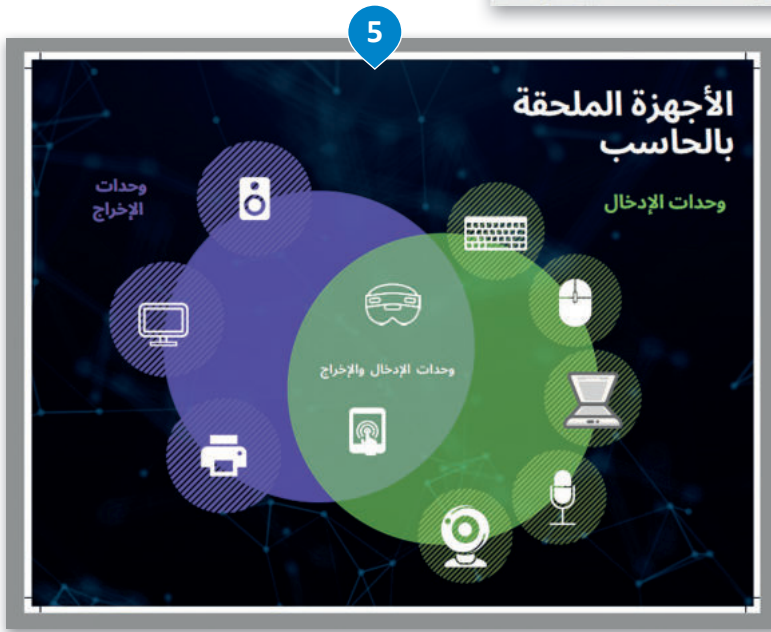 5
الأجهزة الملحقة
بالحاسب
وحدات الإدخال
وحدات
الإخراج
وحدات الإدخال والإخراج